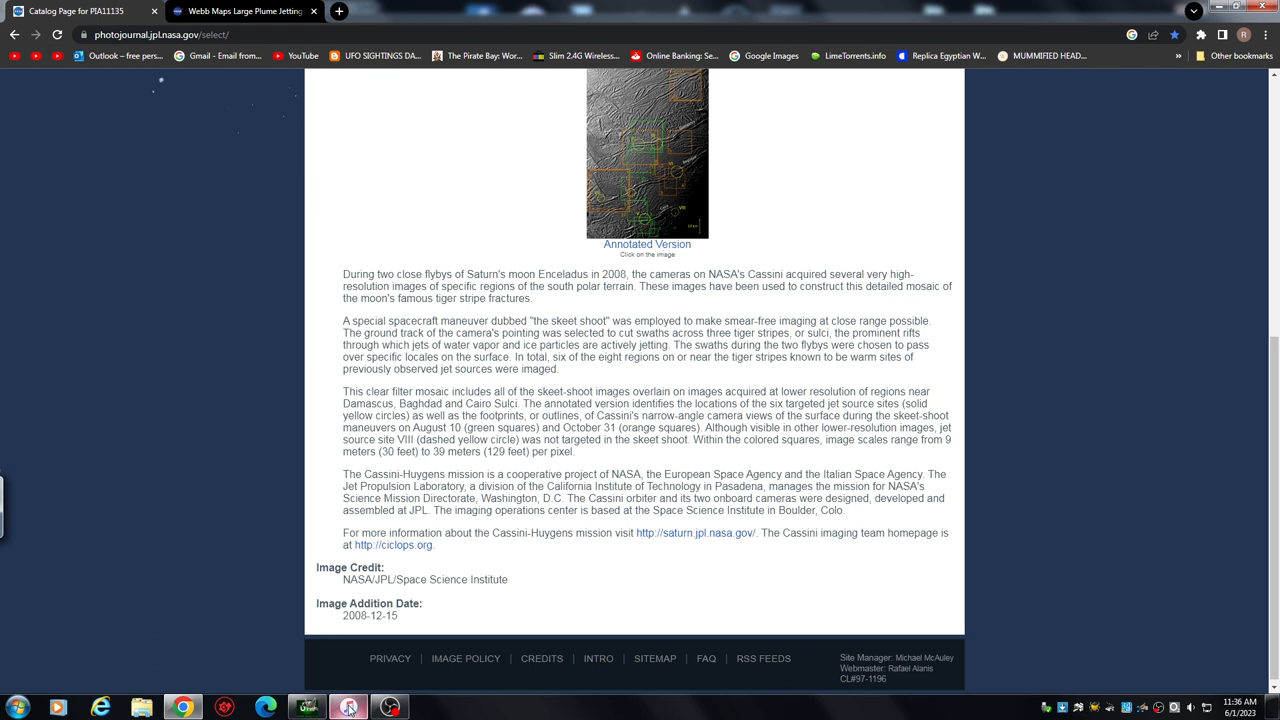 Catalog Page for PIA11135
Webb Maps Large Plume Jetting
photojournal.jpl.nasa.gov/select/
R
Outlook – free pers...
Gmail - Email from...
YouTube
UFO SIGHTINGS DA...
The Pirate Bay: Wor...
Slim 2.4G Wireless...
Online Banking: Se...
Google Images
LimeTorrents.info
Replica Egyptian W...
MUMMIFIED HEAD...
»
Other bookmarks
Annotated Version
Click on the image
During two close flybys of Saturn's moon Enceladus in 2008, the cameras on NASA's Cassini acquired several very high-
resolution images of specific regions of the south polar terrain. These images have been used to construct this detailed mosaic of
the moon's famous tiger stripe fractures.
A special spacecraft maneuver dubbed "the skeet shoot" was employed to make smear-free imaging at close range possible.
The ground track of the camera's pointing was selected to cut swaths across three tiger stripes, or sulci, the prominent rifts
through which jets of water vapor and ice particles are actively jetting. The swaths during the two flybys were chosen to pass
over specific locales on the surface. In total, six of the eight regions on or near the tiger stripes known to be warm sites of
previously observed jet sources were imaged.
This clear filter mosaic includes all of the skeet-shoot images overlain on images acquired at lower resolution of regions near
Damascus, Baghdad and Cairo Sulci. The annotated version identifies the locations of the six targeted jet source sites (solid
yellow circles) as well as the footprints, or outlines, of Cassini's narrow-angle camera views of the surface during the skeet-shoot
maneuvers on August 10 (green squares) and October 31 (orange squares). Although visible in other lower-resolution images, jet
source site VIII (dashed yellow circle) was not targeted in the skeet shoot. Within the colored squares, image scales range from 9
meters (30 feet) to 39 meters (129 feet) per pixel.
The Cassini-Huygens mission is a cooperative project of NASA, the European Space Agency and the Italian Space Agency. The
Jet Propulsion Laboratory, a division of the California Institute of Technology in Pasadena, manages the mission for NASA's
Science Mission Directorate, Washington, D.C. The Cassini orbiter and its two onboard cameras were designed, developed and
assembled at JPL. The imaging operations center is based at the Space Science Institute in Boulder, Colo.
For more information about the Cassini-Huygens mission visit http://saturn.jpl.nasa.gov/. The Cassini imaging team homepage is
at http://ciclops.org.
Image Credit:
NASA/JPL/Space Science Institute
Image Addition Date:
2008-12-15
PRIVACY | IMAGE POLICY | CREDITS | INTRO | SITEMAP | FAQ | RSS FEEDS
Site Manager: Michael McAuley
Webmaster: Rafael Alanis
CL#97-1196
11:36 AM
6/1/2023